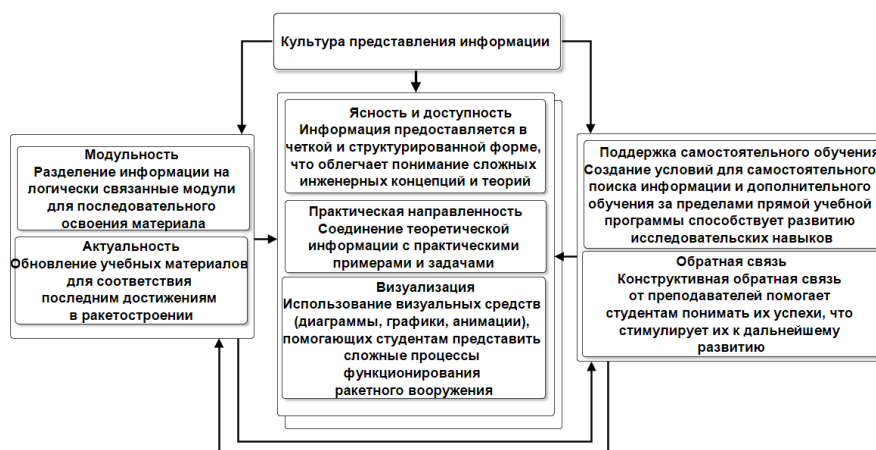 Культура представления информации
Модульность
Разделение информации на
логически связанные модули
для последовательного
освоения материала
Актуальность
Обновление учебных материалов
для соответствия
последним достижениям
в ракетостроении
Ясность и доступность
Информация предоставляется в
четкой и структурированной форме,
что облегчает понимание сложных
инженерных концепций и теорий
Практическая направленность
Соединение теоретической
информации с практическими
примерами и задачами
Визуализация
Использование визуальных средств
(диаграммы, графики, анимации),
помогающих студентам представить
сложные процессы
функционирования
ракетного вооружения
Поддержка самостоятельного обучения
Создание условий для самостоятельного
поиска информации и дополнительного
обучения за пределами прямой учебной
программы способствует развитию
исследовательских навыков
Обратная связь
Конструктивная обратная связь
от преподавателей помогает
студентам понимать их успехи, что
стимулирует их к дальнейшему
развитию